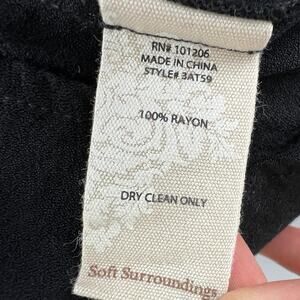 RN# 101206
MADE IN CHINA
STYLE# 3AT59
100% RAYON
DRY CLEAN ONLY
Soft Surroundings